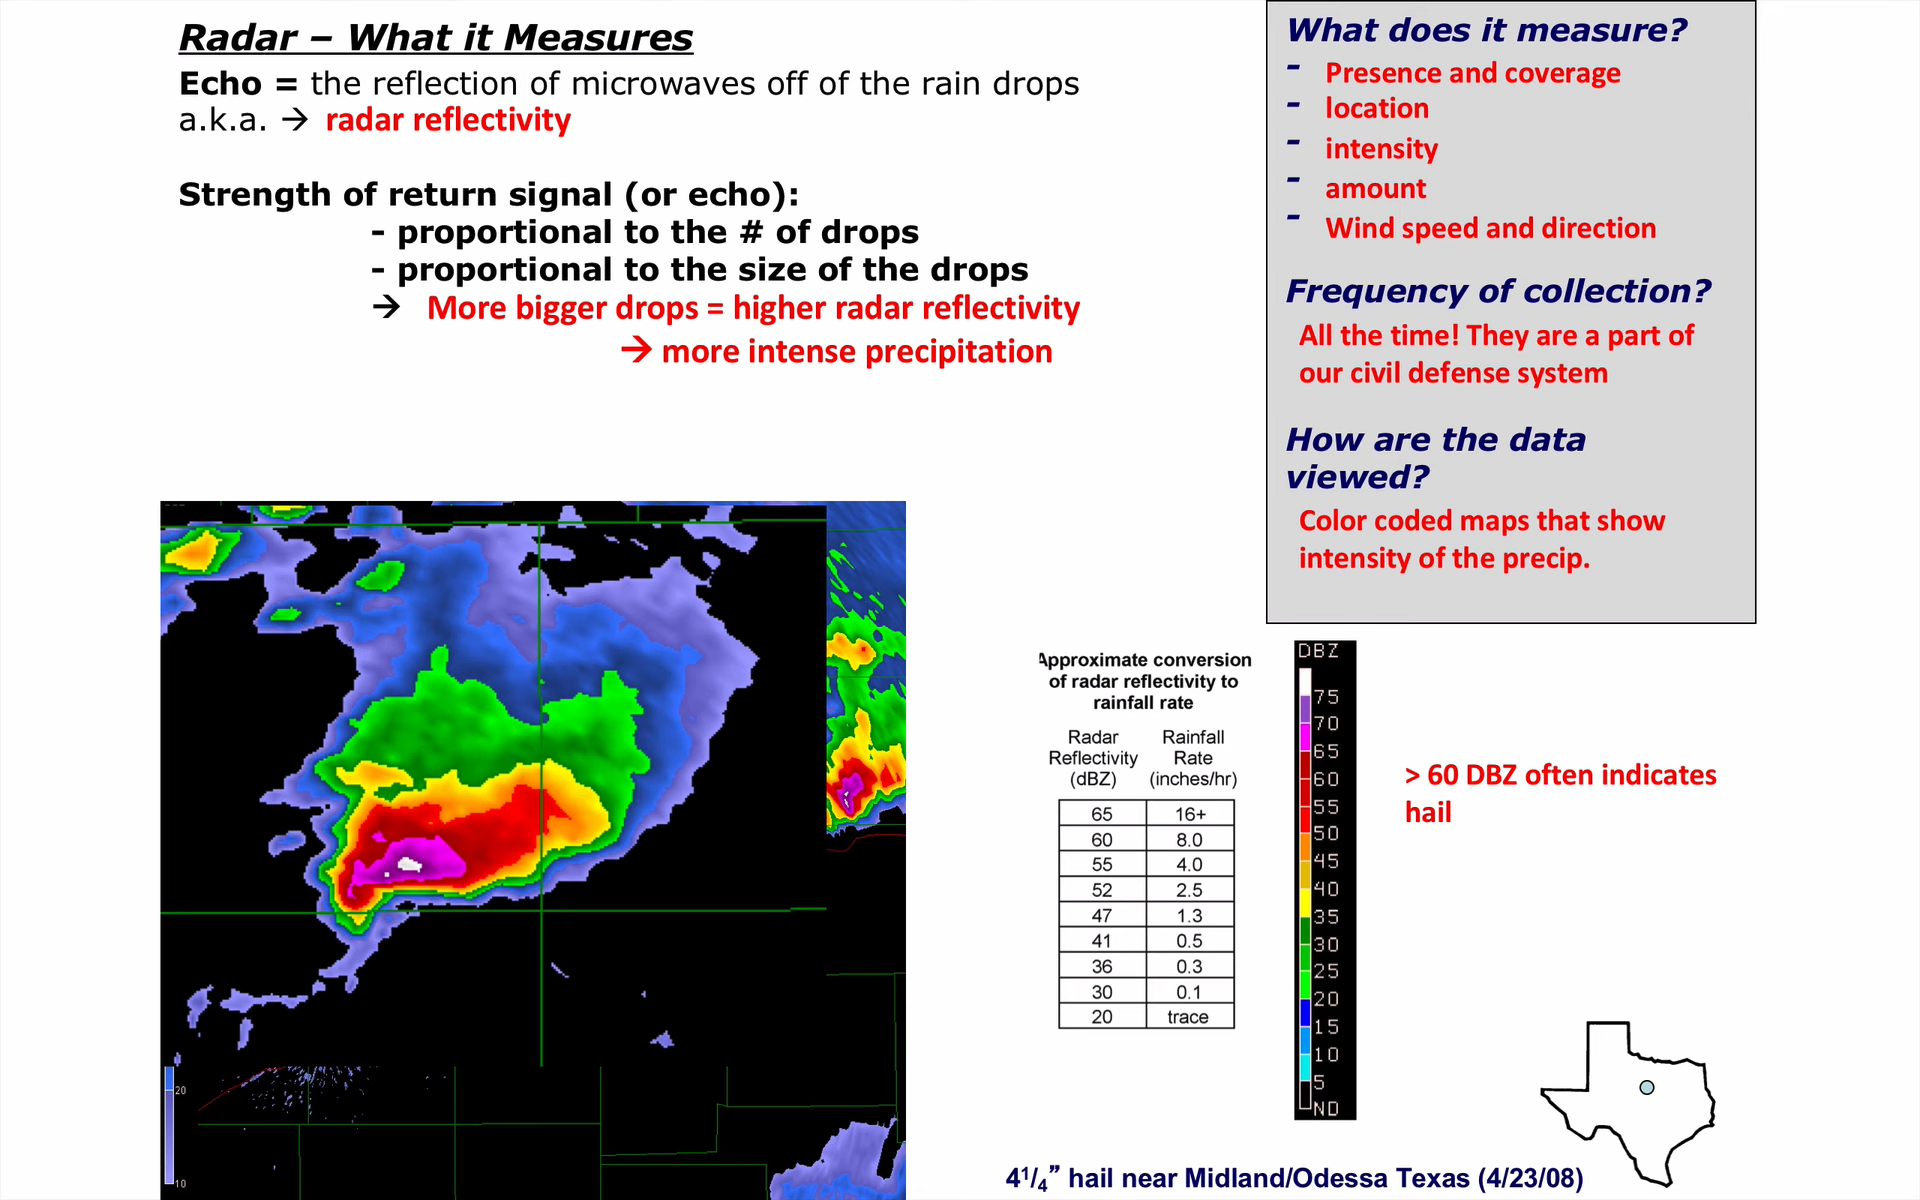 Radar – What it Measures
Echo = the reflection of microwaves off of the rain drops
a.k.a. → radar reflectivity
Strength of return signal (or echo):
- proportional to the # of drops
- proportional to the size of the drops
→ More bigger drops = higher radar reflectivity
→ more intense precipitation
What does it measure?
- Presence and coverage
- location
- intensity
- amount
- Wind speed and direction
Frequency of collection?
All the time! They are a part of
our civil defense system
How are the data
viewed?
Color coded maps that show
intensity of the precip.
20
10
Approximate conversion
of radar reflectivity to
rainfall rate
Radar Reflectivity (dBZ) Rainfall Rate (inches/hr)
65 16+
60 8.0
55 4.0
52 2.5
47 1.3
41 0.5
36 0.3
30 0.1
20 trace
DBZ
75
70
65
60
55
50
45
40
35
30
25
20
15
10
5
ND
> 60 DBZ often indicates
hail
4¹/₄” hail near Midland/Odessa Texas (4/23/08)